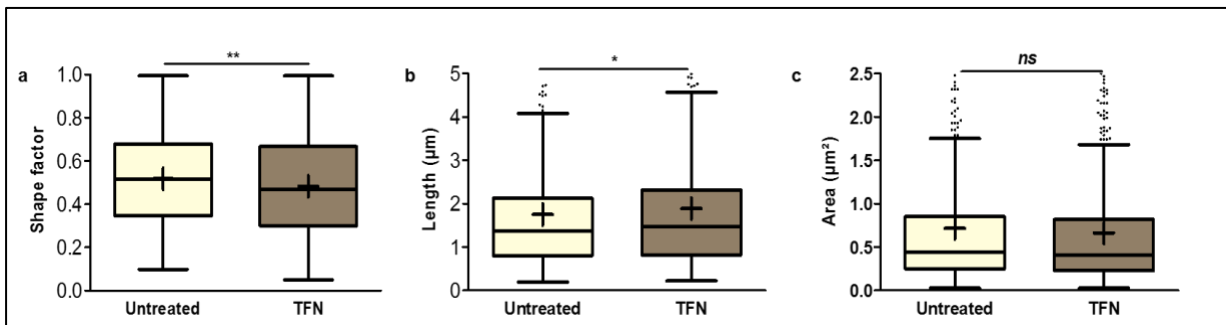 a
**
Shape factor
1.0
0.8
0.6
0.4
0.2
0.0
Untreated TFN
b
*
Length (µm)
5
4
3
2
1
0
Untreated TFN
c
ns
Area (µm²)
2.5
2.0
1.5
1.0
0.5
0.0
Untreated TFN